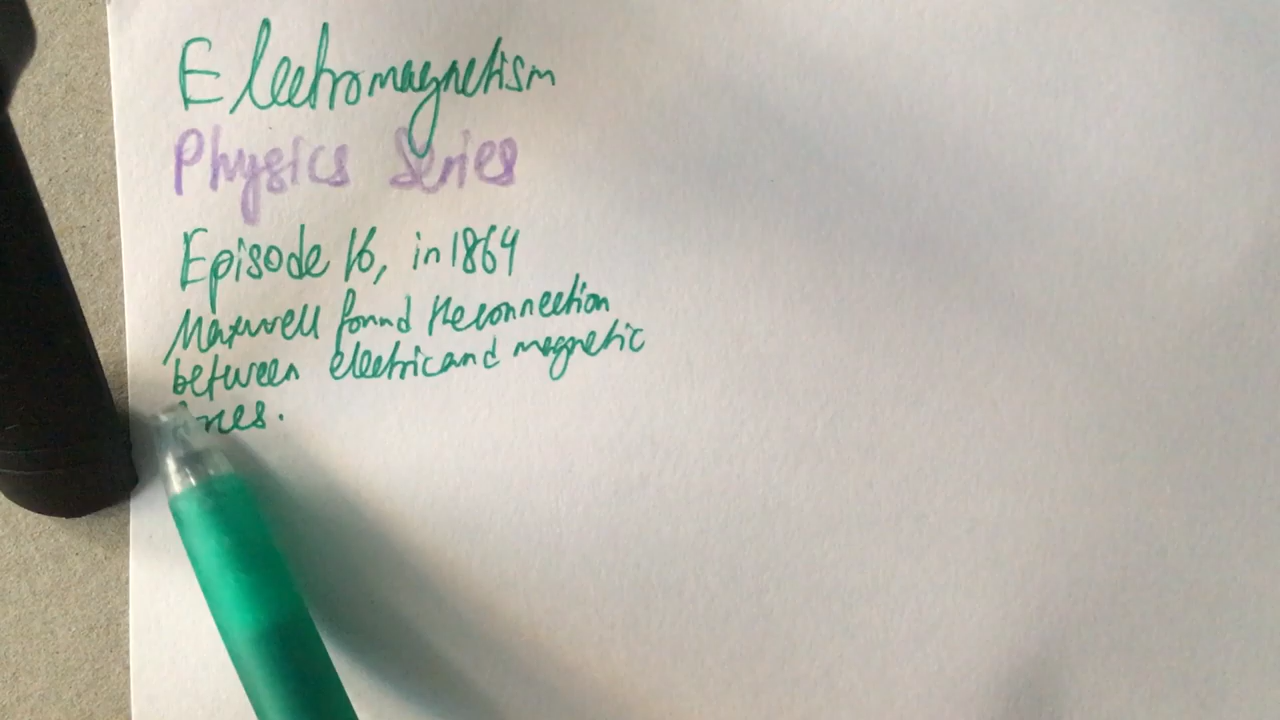 Electromagnetism
Physics Series
Episode 16, in 1864
Maxwell found the connection
between electric and magnetic